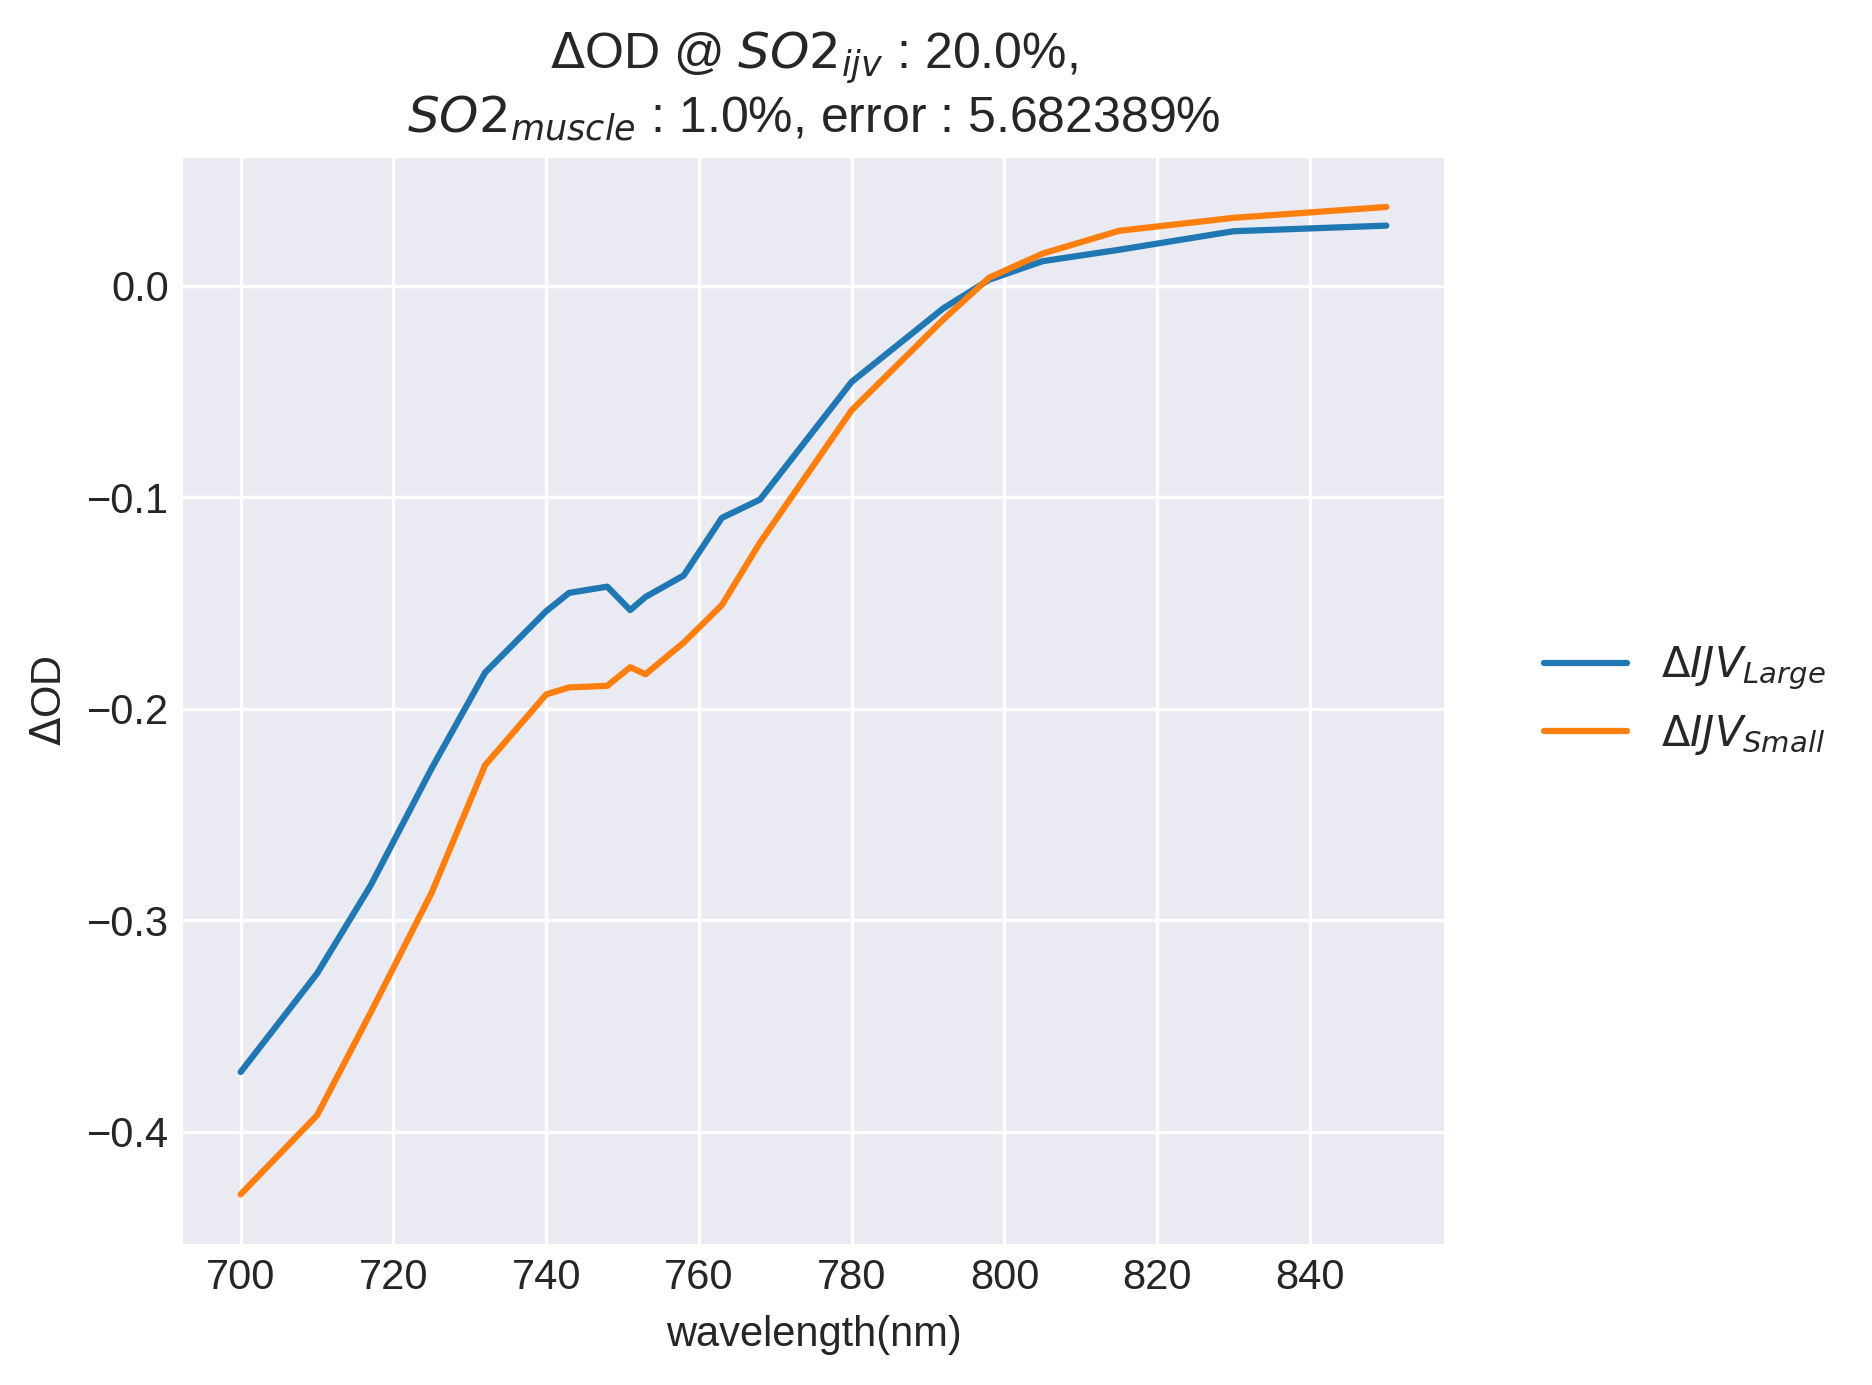 ΔOD @ SO2ijv : 20.0%,
SO2muscle : 1.0%, error : 5.682389%
0.0
−0.1
−0.2
−0.3
−0.4
ΔOD
700 720 740 760 780 800 820 840
wavelength(nm)
ΔIJVLarge
ΔIJVSmall